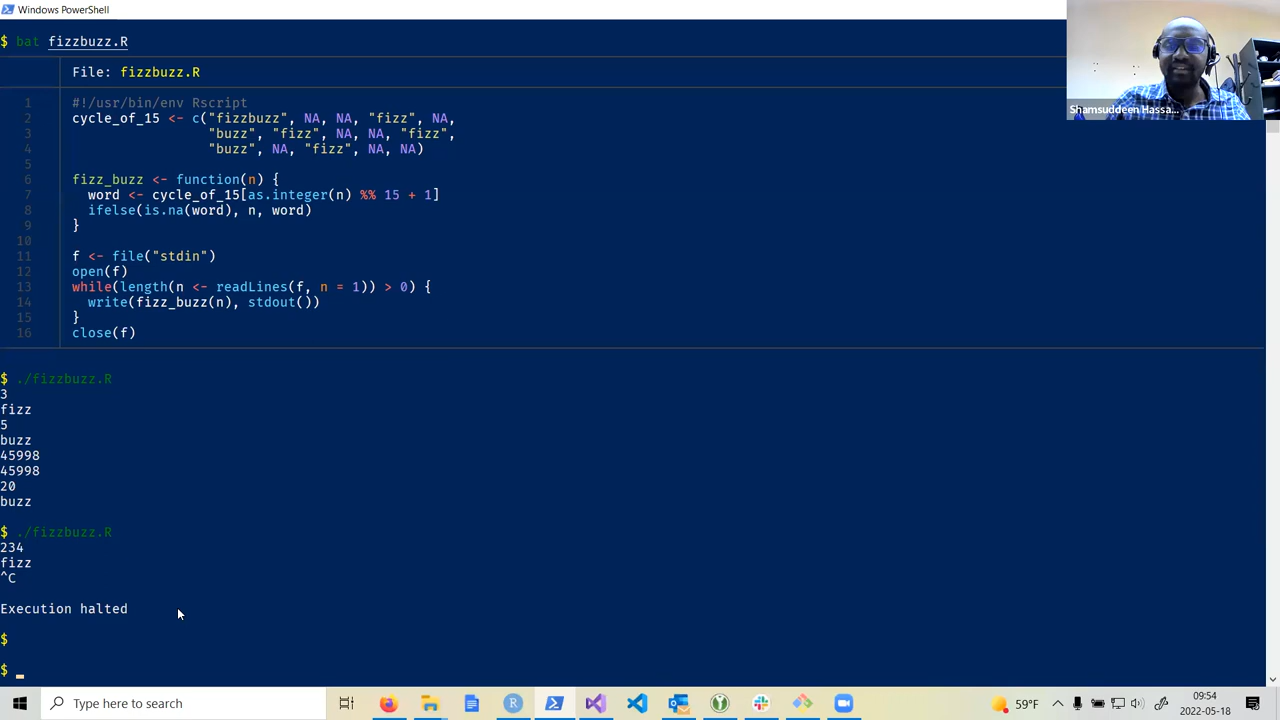 Windows PowerShell
$ bat fizzbuzz.R
File: fizzbuzz.R
1 #!/usr/bin/env Rscript
2 cycle_of_15 <- c("fizzbuzz", NA, NA, "fizz", NA,
3 "buzz", "fizz", NA, NA, "fizz",
4 "buzz", NA, "fizz", NA, NA)
5
6 fizz_buzz <- function(n) {
7 word <- cycle_of_15[as.integer(n) %% 15 + 1]
8 ifelse(is.na(word), n, word)
9 }
10
11 f <- file("stdin")
12 open(f)
13 while(length(n <- readLines(f, n = 1)) > 0) {
14 write(fizz_buzz(n), stdout())
15 }
16 close(f)
$ ./fizzbuzz.R
3
fizz
5
buzz
45998
45998
20
buzz
$ ./fizzbuzz.R
234
fizz
^C
Execution halted
$
$
Shamsuddeen Hassa...
Type here to search
59°F
09:54
2022-05-18